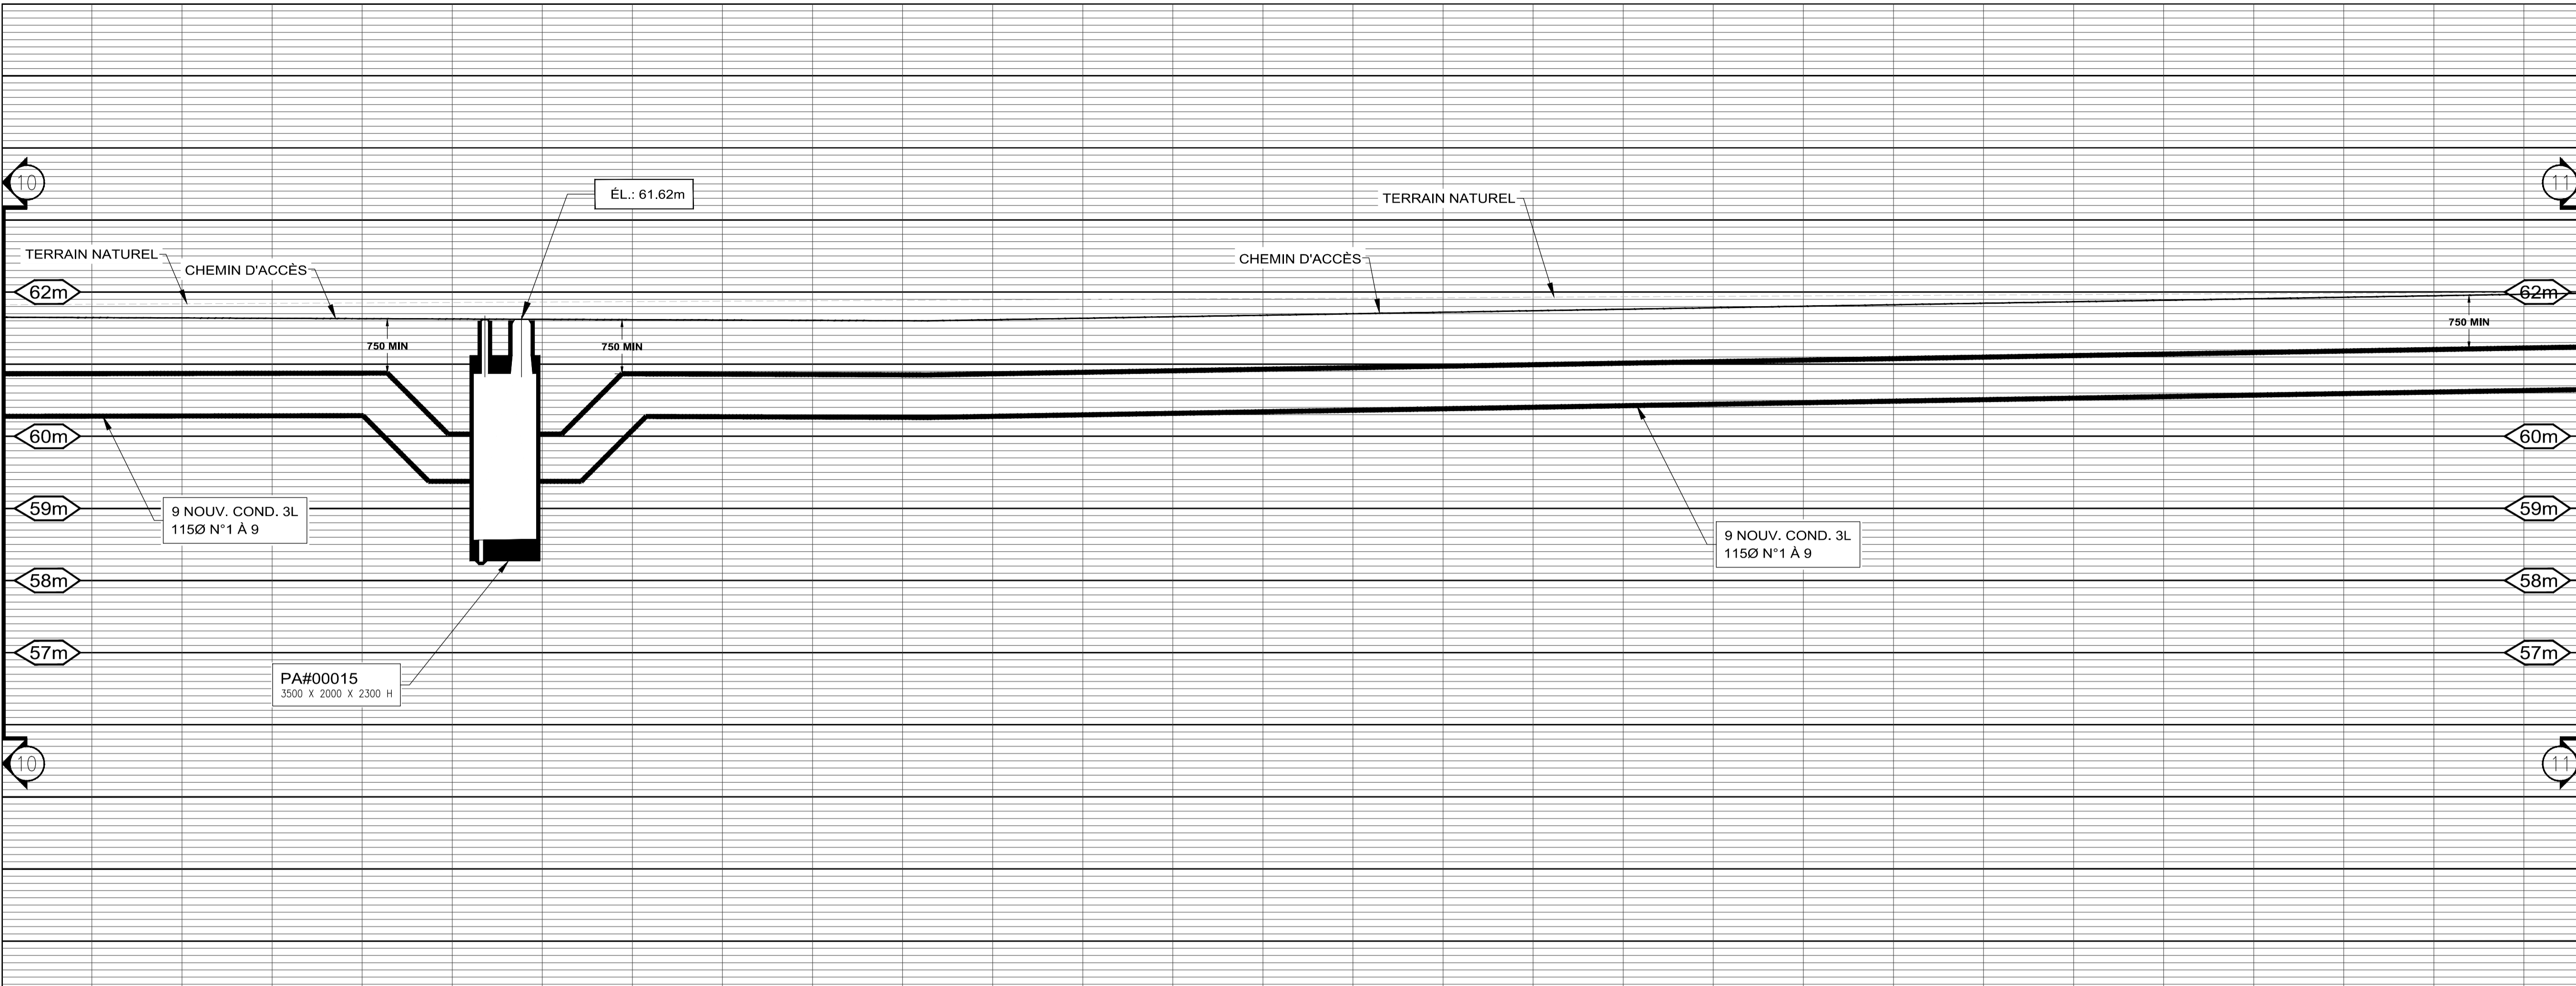 10
11
ÉL.: 61.62m
TERRAIN NATUREL
TERRAIN NATUREL
CHEMIN D'ACCÈS
CHEMIN D'ACCÈS
62m
62m
750 MIN
750 MIN
750 MIN
60m
60m
59m
59m
9 NOUV. COND. 3L
115Ø N°1 À 9
9 NOUV. COND. 3L
115Ø N°1 À 9
58m
58m
57m
57m
PA#00015
3500 X 2000 X 2300 H
10
11